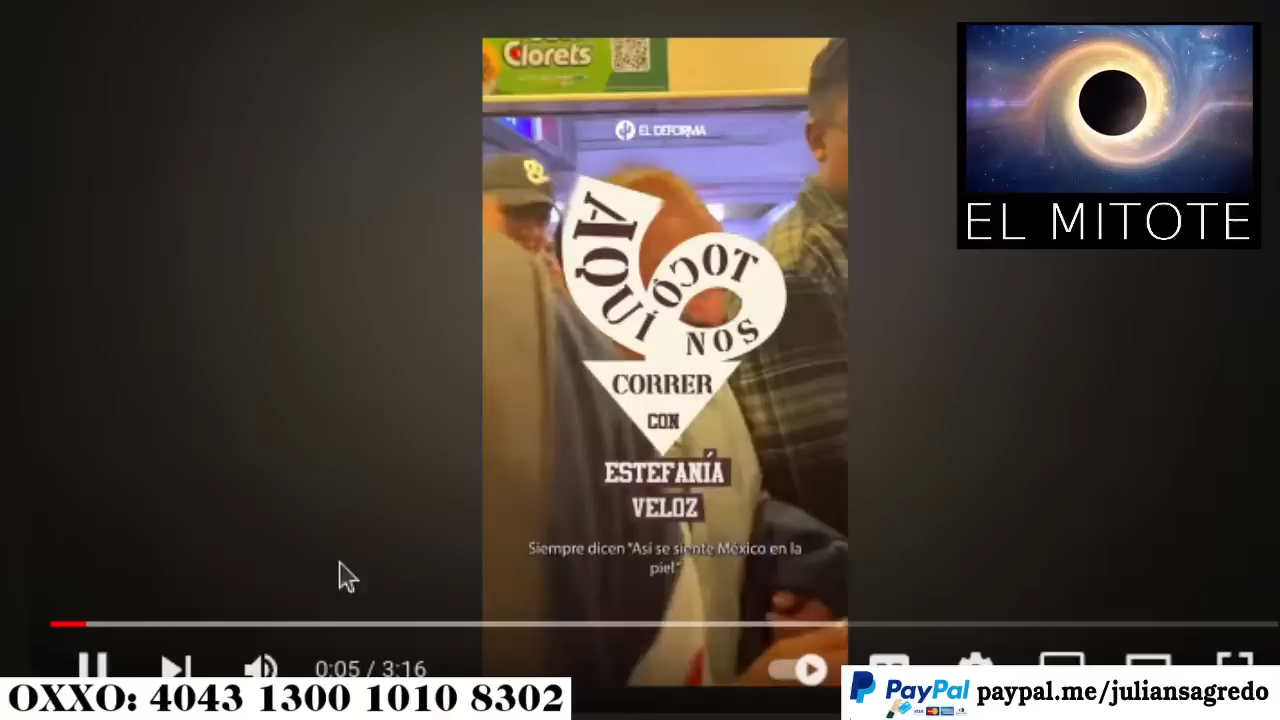 Clorets
EL DEFORMA
AQUÍ
NOS
TOCÓ
CORRER
CON
ESTEFANÍA
VELOZ
Siempre dicen "Así se siente México en la
piel"
EL MITOTE
0:05 / 3:16
OXXO: 4043 1300 1010 8302
PayPal paypal.me/juliansagredo